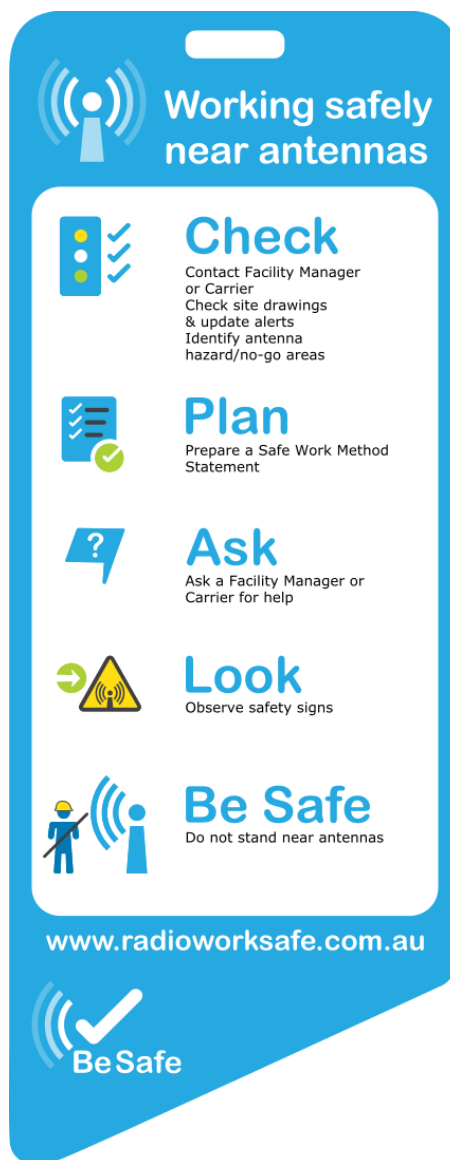 Working safely
near antennas
Check
Contact Facility Manager
or Carrier
Check site drawings
& update alerts
Identify antenna
hazard/no-go areas
Plan
Prepare a Safe Work Method
Statement
?
Ask
Ask a Facility Manager or
Carrier for help
Look
Observe safety signs
Be Safe
Do not stand near antennas
www.radioworksafe.com.au
Be Safe